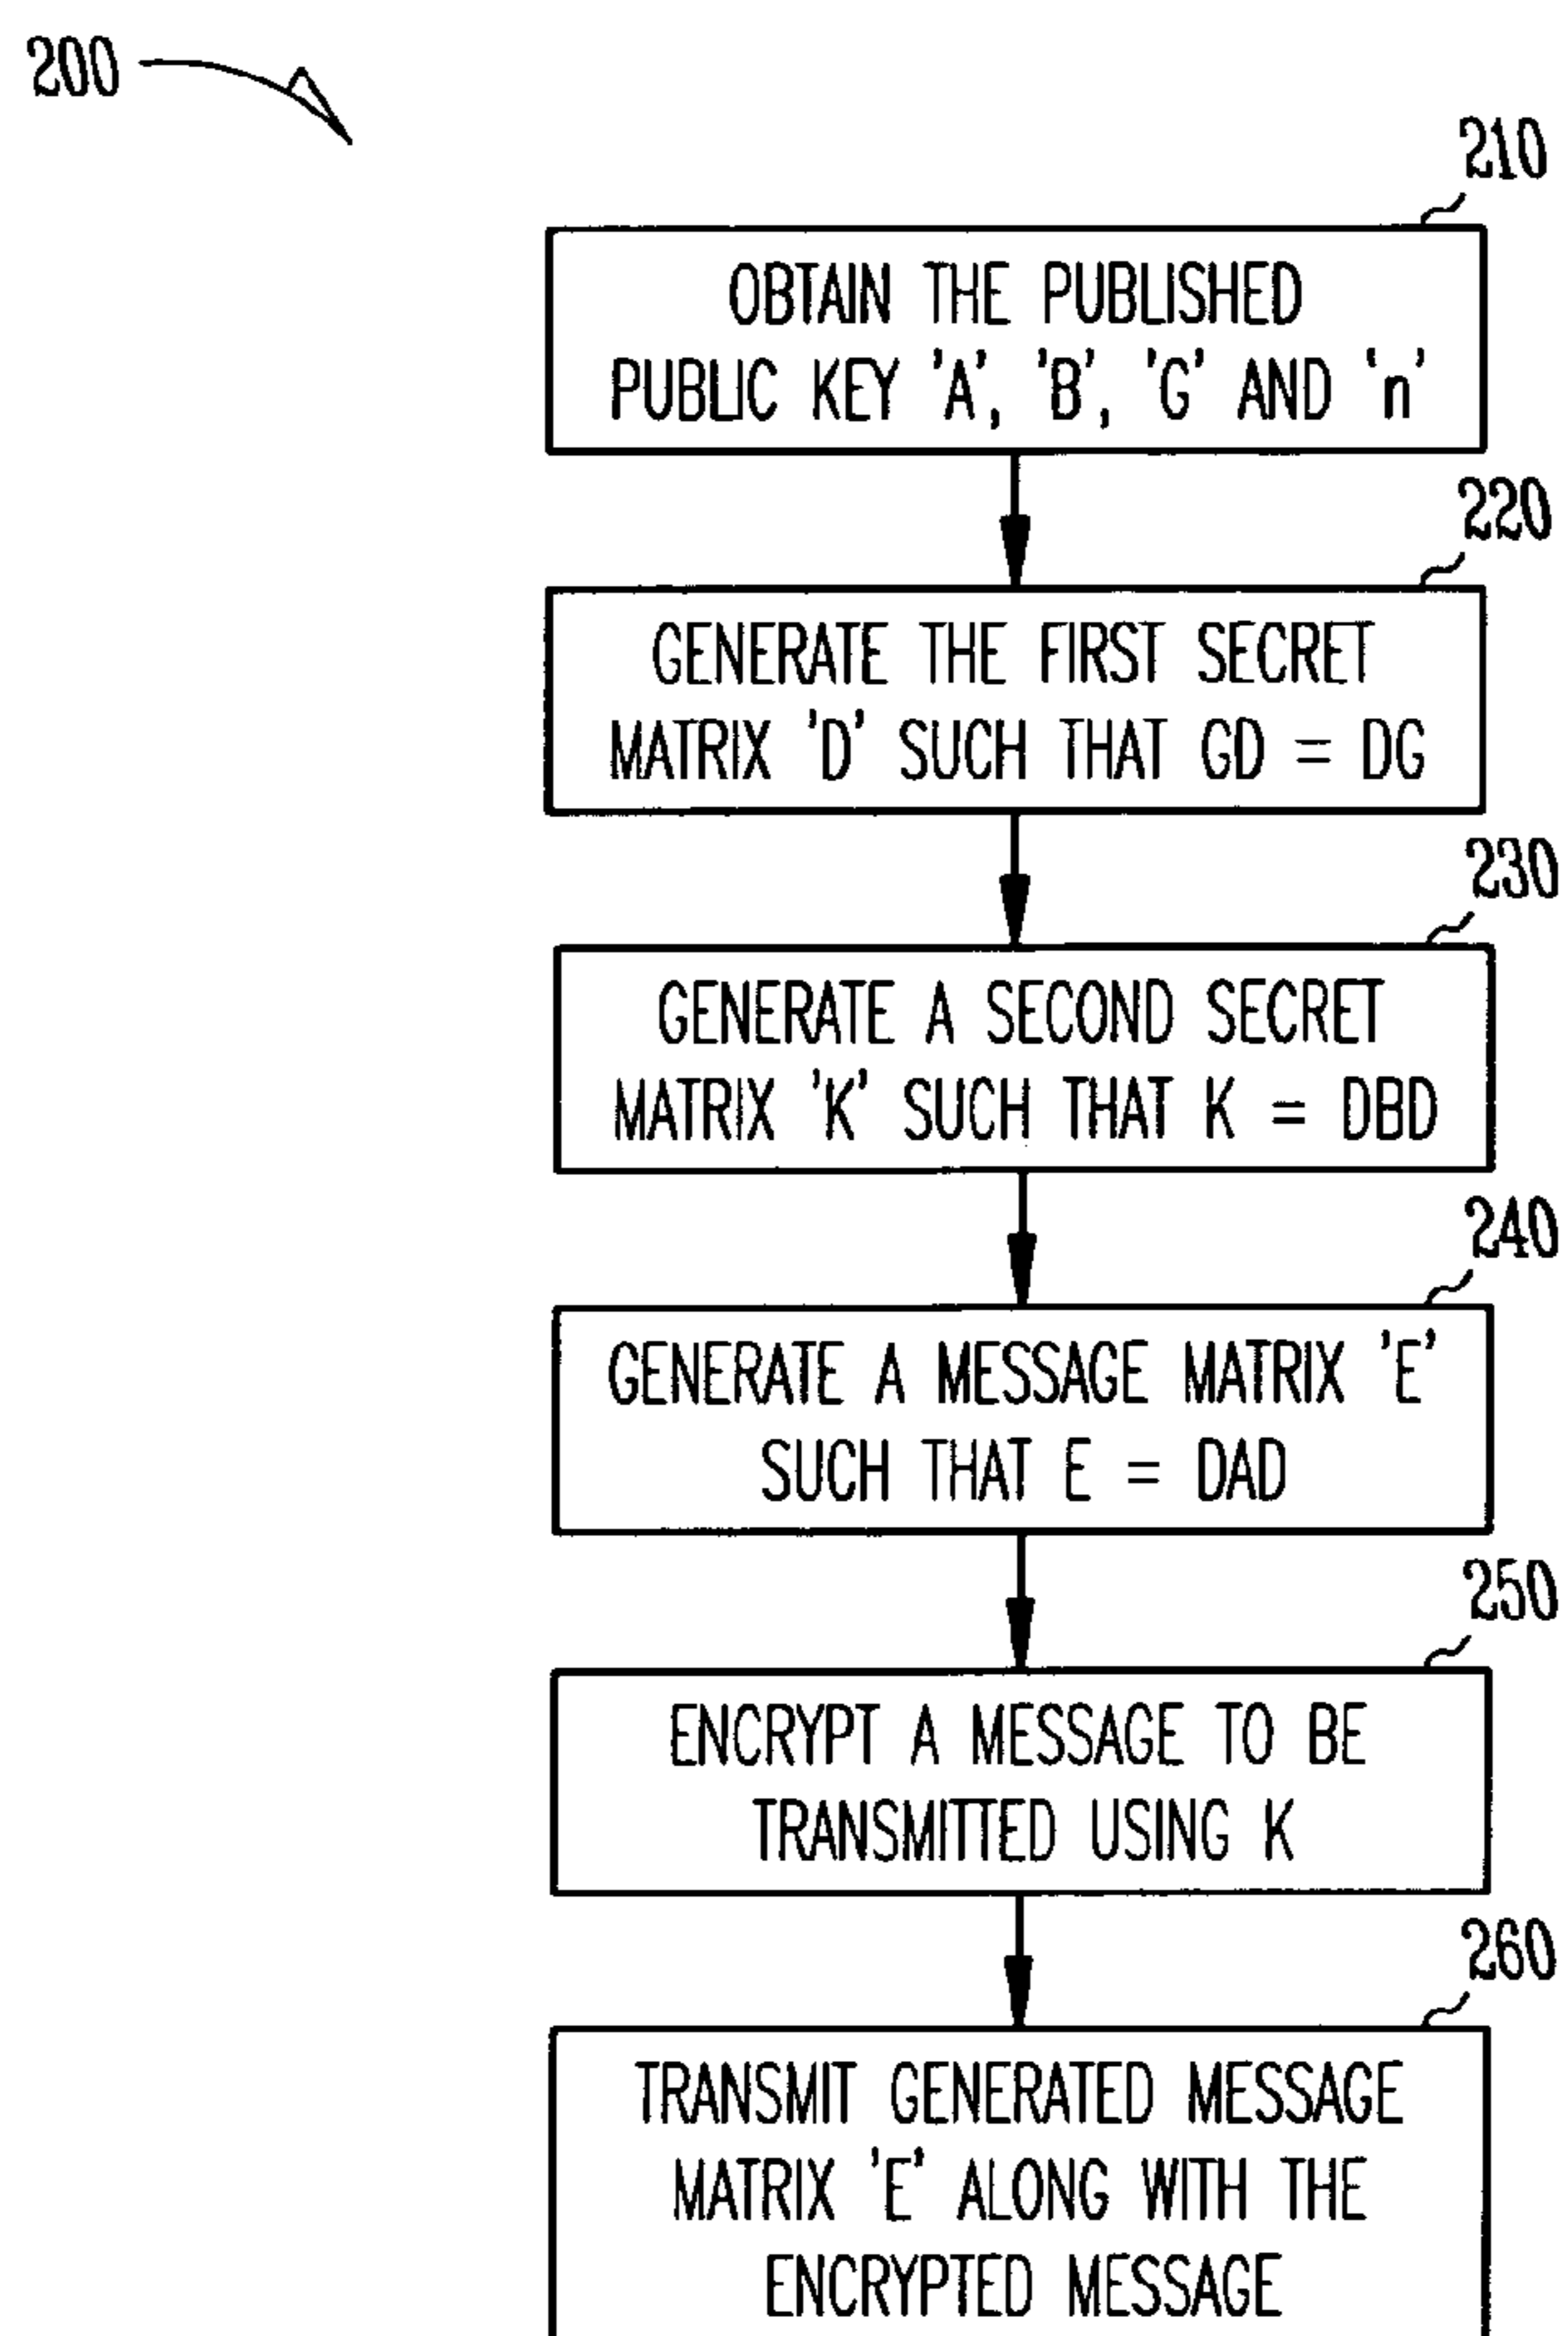 200
210
OBTAIN THE PUBLISHED
PUBLIC KEY 'A', 'B', 'G' AND 'n'
220
GENERATE THE FIRST SECRET
MATRIX 'D' SUCH THAT GD = DG
230
GENERATE A SECOND SECRET
MATRIX 'K' SUCH THAT K = DBD
240
GENERATE A MESSAGE MATRIX 'E'
SUCH THAT E = DAD
250
ENCRYPT A MESSAGE TO BE
TRANSMITTED USING K
260
TRANSMIT GENERATED MESSAGE
MATRIX 'E' ALONG WITH THE
ENCRYPTED MESSAGE